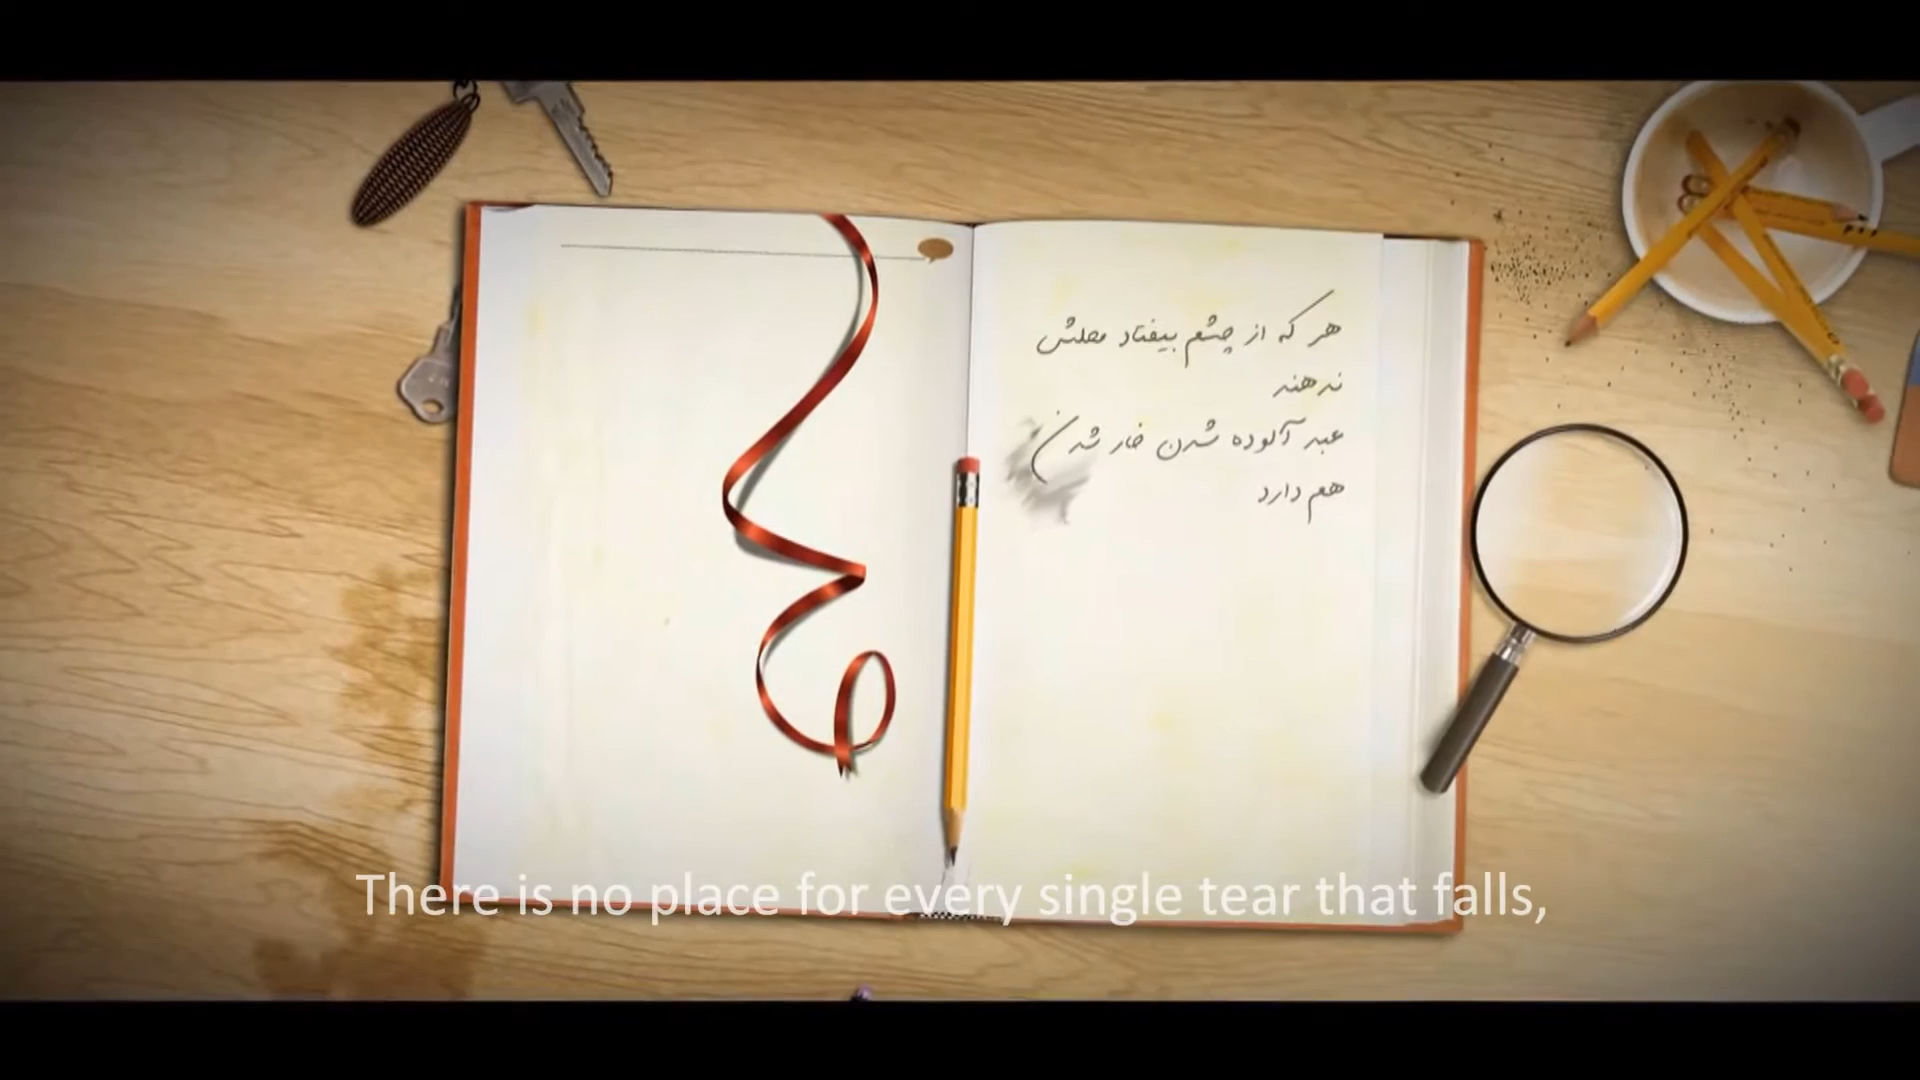 هر که از چشم بیفتاد محلش
ندهند
عبد آلوده شدن خار شدن
هم دارد
There is no place for every single tear that falls,